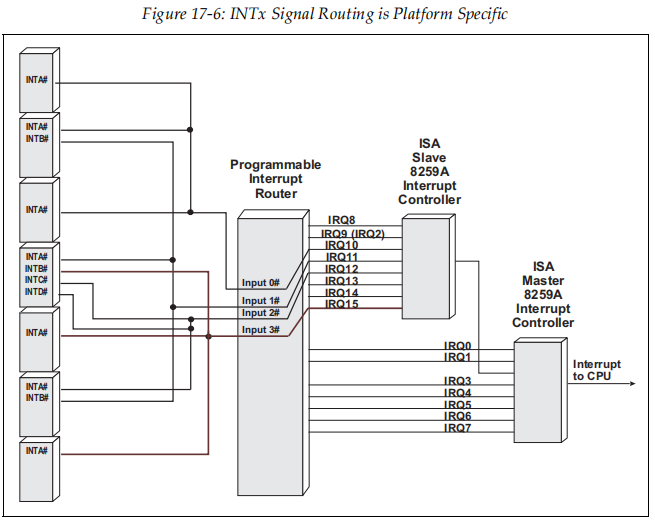 Figure 17-6: INTx Signal Routing is Platform Specific
INTA#
INTA#
INTB#
INTA#
INTA#
INTB#
INTC#
INTD#
INTA#
INTA#
INTB#
INTA#
Programmable
Interrupt
Router
Input 0#
Input 1#
Input 2#
Input 3#
ISA
Slave
8259A
Interrupt
Controller
IRQ8
IRQ9 (IRQ2)
IRQ10
IRQ11
IRQ12
IRQ13
IRQ14
IRQ15
ISA
Master
8259A
Interrupt
Controller
IRQ0
IRQ1
IRQ3
IRQ4
IRQ5
IRQ6
IRQ7
Interrupt
to CPU